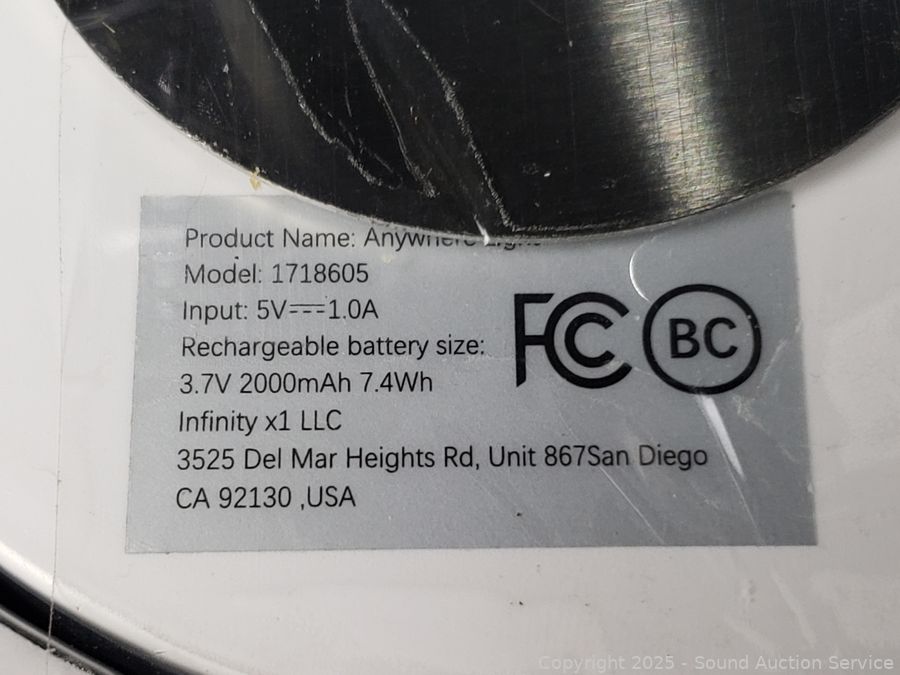 Product Name: Anywhere Light
Model: 1718605
Input: 5V⎓1.0A
Rechargeable battery size:
3.7V 2000mAh 7.4Wh
Infinity x1 LLC
3525 Del Mar Heights Rd, Unit 867San Diego
CA 92130 ,USA
FC
BC
Copyright 2025 - Sound Auction Service